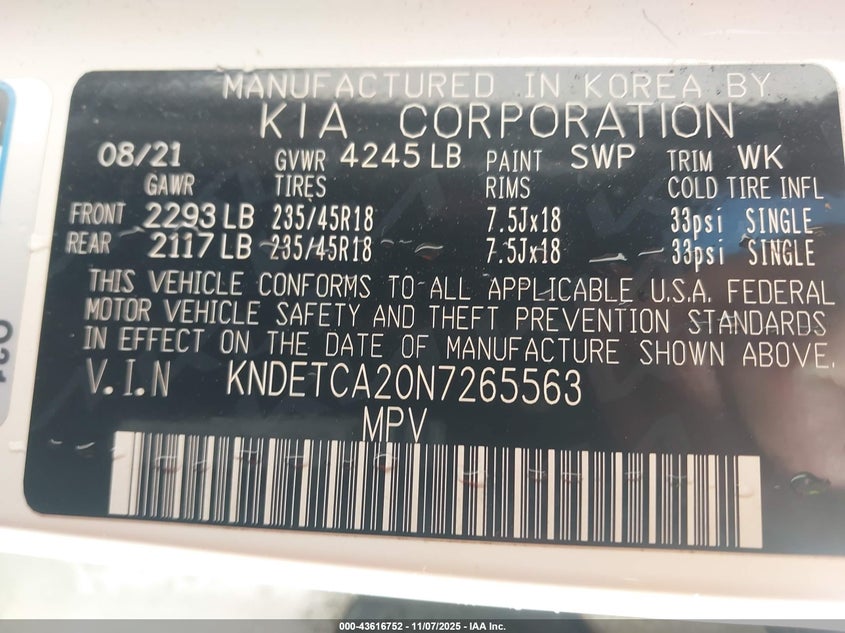 MANUFACTURED IN KOREA BY
KIA CORPORATION
08/21 GVWR 4245 LB PAINT SWP TRIM WK
GAWR TIRES RIMS COLD TIRE INFL
FRONT 2293 LB 235/45R18 7.5Jx18 33psi SINGLE
REAR 2117 LB 235/45R18 7.5Jx18 33psi SINGLE
THIS VEHICLE CONFORMS TO ALL APPLICABLE U.S.A. FEDERAL
MOTOR VEHICLE SAFETY AND THEFT PREVENTION STANDARDS
IN EFFECT ON THE DATE OF MANUFACTURE SHOWN ABOVE.
V.I.N KNDETCA20N7265563
MPV
000-43616752 - 11/07/2025 - IAA Inc.